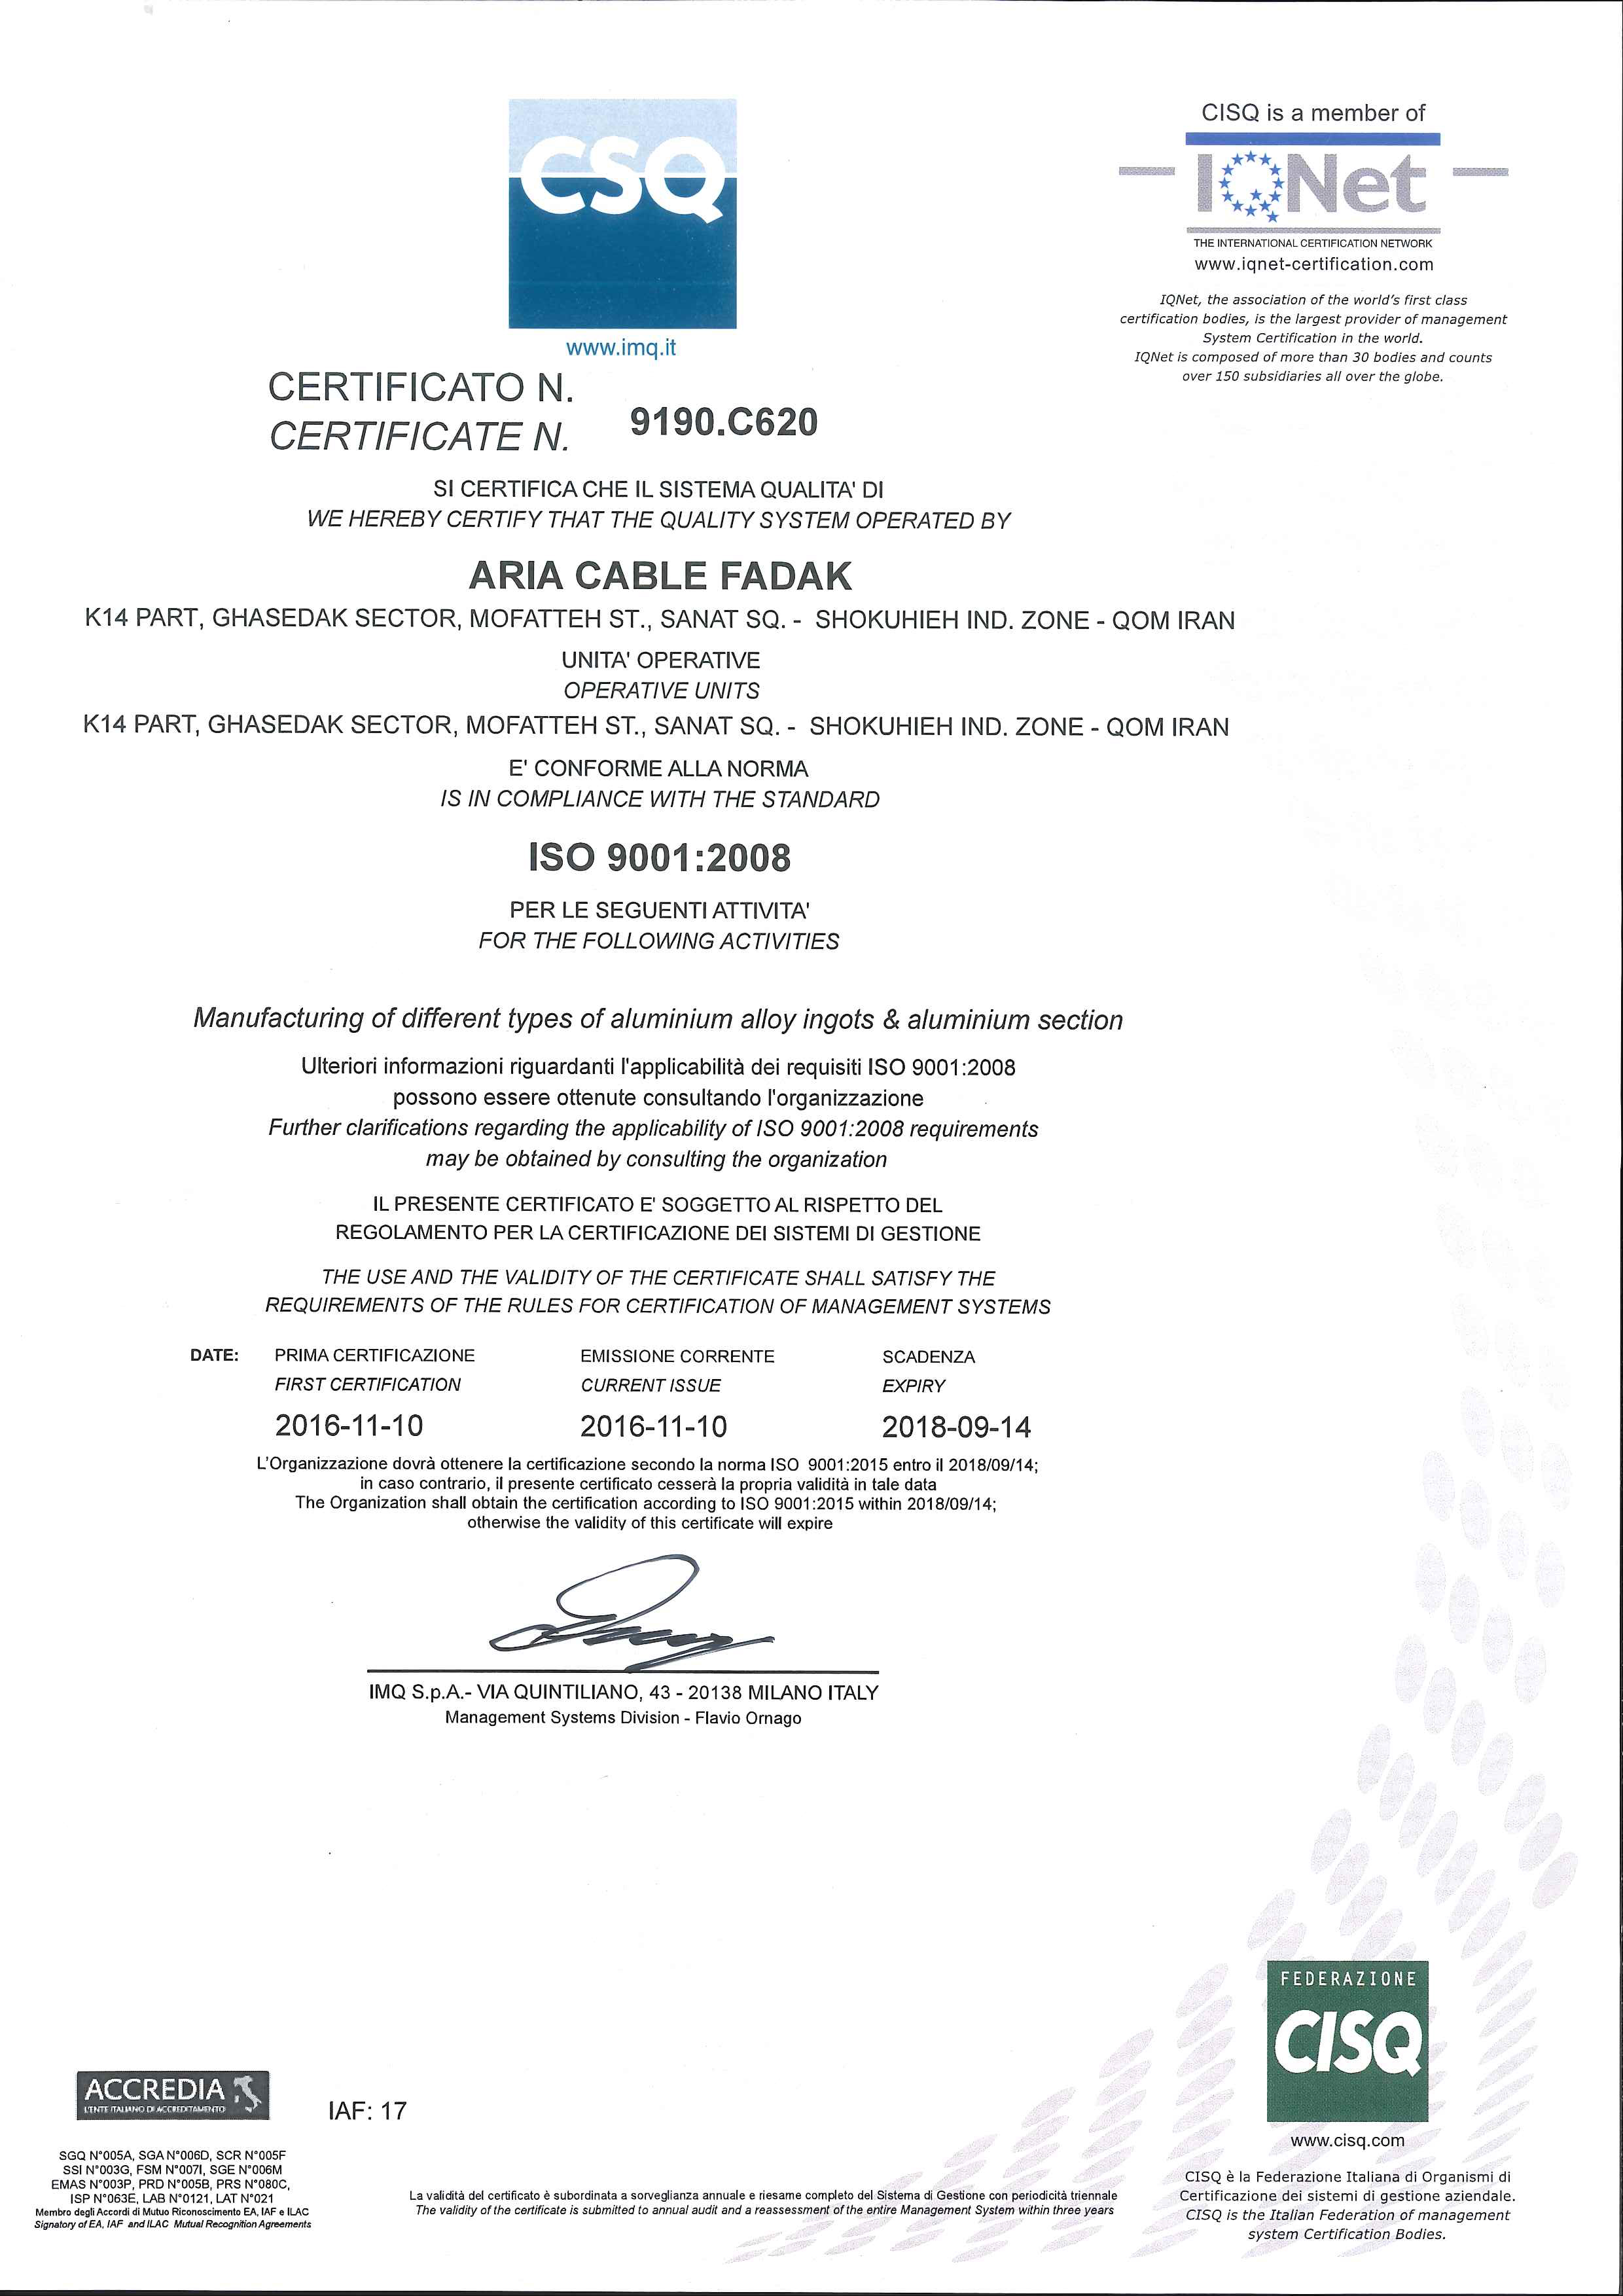 CSQ
www.imq.it
CISQ is a member of
IQNet
THE INTERNATIONAL CERTIFICATION NETWORK
www.iqnet-certification.com
IQNet, the association of the world's first class
certification bodies, is the largest provider of management
System Certification in the world.
IQNet is composed of more than 30 bodies and counts
over 150 subsidiaries all over the globe.
CERTIFICATO N.
CERTIFICATE N.
9190.C620
SI CERTIFICA CHE IL SISTEMA QUALITA' DI
WE HEREBY CERTIFY THAT THE QUALITY SYSTEM OPERATED BY
ARIA CABLE FADAK
K14 PART, GHASEDAK SECTOR, MOFATTEH ST., SANAT SQ. - SHOKUHIEH IND. ZONE - QOM IRAN
UNITA' OPERATIVE
OPERATIVE UNITS
K14 PART, GHASEDAK SECTOR, MOFATTEH ST., SANAT SQ. - SHOKUHIEH IND. ZONE - QOM IRAN
E' CONFORME ALLA NORMA
IS IN COMPLIANCE WITH THE STANDARD
ISO 9001:2008
PER LE SEGUENTI ATTIVITA'
FOR THE FOLLOWING ACTIVITIES
Manufacturing of different types of aluminium alloy ingots & aluminium section
Ulteriori informazioni riguardanti l'applicabilità dei requisiti ISO 9001:2008
possono essere ottenute consultando l'organizzazione
Further clarifications regarding the applicability of ISO 9001:2008 requirements
may be obtained by consulting the organization
IL PRESENTE CERTIFICATO E' SOGGETTO AL RISPETTO DEL
REGOLAMENTO PER LA CERTIFICAZIONE DEI SISTEMI DI GESTIONE
THE USE AND THE VALIDITY OF THE CERTIFICATE SHALL SATISFY THE
REQUIREMENTS OF THE RULES FOR CERTIFICATION OF MANAGEMENT SYSTEMS
DATE: PRIMA CERTIFICAZIONE EMISSIONE CORRENTE SCADENZA
FIRST CERTIFICATION CURRENT ISSUE EXPIRY
2016-11-10 2016-11-10 2018-09-14
L'Organizzazione dovrà ottenere la certificazione secondo la norma ISO 9001:2015 entro il 2018/09/14;
in caso contrario, il presente certificato cesserà la propria validità in tale data
The Organization shall obtain the certification according to ISO 9001:2015 within 2018/09/14;
otherwise the validity of this certificate will expire
IMQ S.p.A.- VIA QUINTILIANO, 43 - 20138 MILANO ITALY
Management Systems Division - Flavio Ornago
ACCREDIA
L'ENTE ITALIANO DI ACCREDITAMENTO
IAF: 17
SGQ N°005A, SGA N°006D, SCR N°005F
SSI N°003G, FSM N°007I, SGE N°006M
EMAS N°003P, PRD N°005B, PRS N°080C,
ISP N°063E, LAB N°0121, LAT N°021
Membro degli Accordi di Mutuo Riconoscimento EA, IAF e ILAC
Signatory of EA, IAF and ILAC Mutual Recognition Agreements
La validità del certificato è subordinata a sorveglianza annuale e riesame completo del Sistema di Gestione con periodicità triennale
The validity of the certificate is submitted to annual audit and a reassessment of the entire Management System within three years
FEDERAZIONE
CISQ
www.cisq.com
CISQ è la Federazione Italiana di Organismi di
Certificazione dei sistemi di gestione aziendale.
CISQ is the Italian Federation of management
system Certification Bodies.